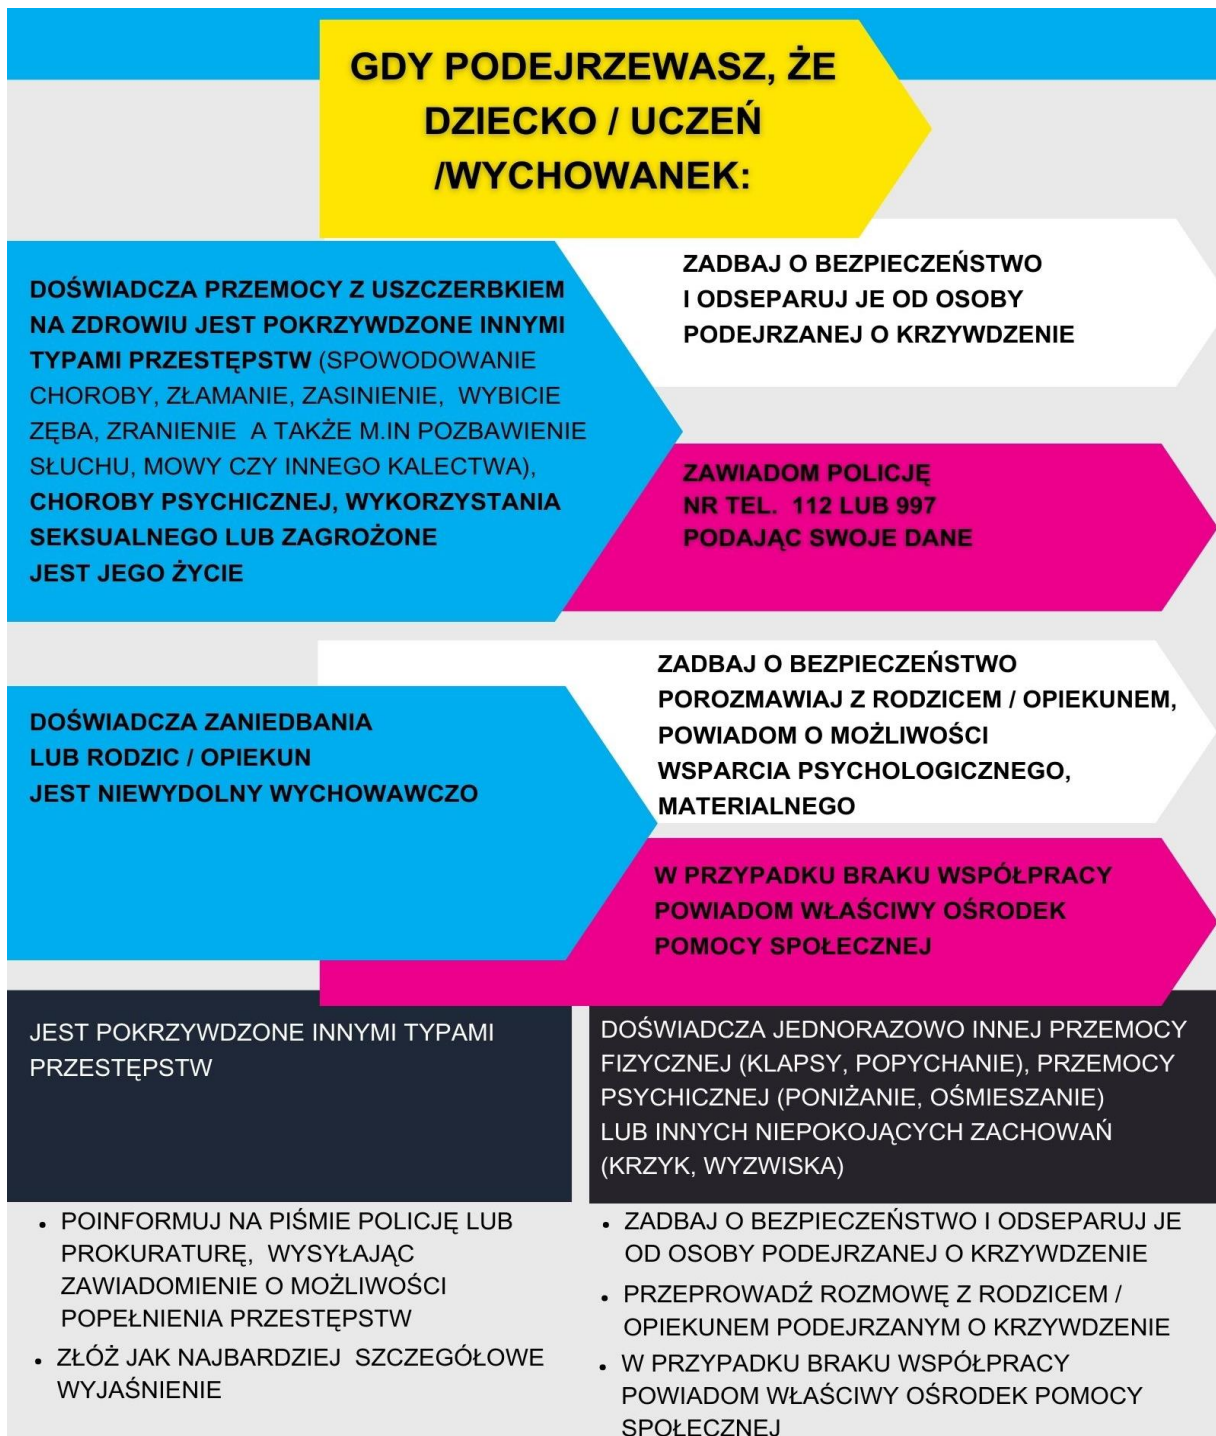 GDY PODEJRZEWASZ, ŻE
DZIECKO / UCZEŃ
/WYCHOWANEK:
DOŚWIADCZA PRZEMOCY Z USZCZERBKIEM
NA ZDROWIU JEST POKRZYWDZONE INNYMI
TYPAMI PRZESTĘPSTW (SPOWODOWANIE
CHOROBY, ZŁAMANIE, ZASINIENIE, WYBICIE
ZĘBA, ZRANIENIE A TAKŻE M.IN POZBAWIENIE
SŁUCHU, MOWY CZY INNEGO KALECTWA),
CHOROBY PSYCHICZNEJ, WYKORZYSTANIA
SEKSUALNEGO LUB ZAGROŻONE
JEST JEGO ŻYCIE
ZADBAJ O BEZPIECZEŃSTWO
I ODSEPARUJ JE OD OSOBY
PODEJRZANEJ O KRZYWDZENIE
ZAWIADOM POLICJĘ
NR TEL. 112 LUB 997
PODAJĄC SWOJE DANE
DOŚWIADCZA ZANIEDBANIA
LUB RODZIC / OPIEKUN
JEST NIEWYDOLNY WYCHOWAWCZO
ZADBAJ O BEZPIECZEŃSTWO
POROZMAWIAJ Z RODZICEM / OPIEKUNEM,
POWIADOM O MOŻLIWOŚCI
WSPARCIA PSYCHOLOGICZNEGO,
MATERIALNEGO
W PRZYPADKU BRAKU WSPÓŁPRACY
POWIADOM WŁAŚCIWY OŚRODEK
POMOCY SPOŁECZNEJ
JEST POKRZYWDZONE INNYMI TYPAMI
PRZESTĘPSTW
• POINFORMUJ NA PIŚMIE POLICJĘ LUB
PROKURATURĘ, WYSYŁAJĄC
ZAWIADOMIENIE O MOŻLIWOŚCI
POPEŁNIENIA PRZESTĘPSTW
• ZŁÓŻ JAK NAJBARDZIEJ SZCZEGÓŁOWE
WYJAŚNIENIE
DOŚWIADCZA JEDNORAZOWO INNEJ PRZEMOCY
FIZYCZNEJ (KLAPSY, POPYCHANIE), PRZEMOCY
PSYCHICZNEJ (PONIŻANIE, OŚMIESZANIE)
LUB INNYCH NIEPOKOJĄCYCH ZACHOWAŃ
(KRZYK, WYZWISKA)
• ZADBAJ O BEZPIECZEŃSTWO I ODSEPARUJ JE
OD OSOBY PODEJRZANEJ O KRZYWDZENIE
• PRZEPROWADŹ ROZMOWĘ Z RODZICEM /
OPIEKUNEM PODEJRZANYM O KRZYWDZENIE
• W PRZYPADKU BRAKU WSPÓŁPRACY
POWIADOM WŁAŚCIWY OŚRODEK POMOCY
SPOŁECZNEJ